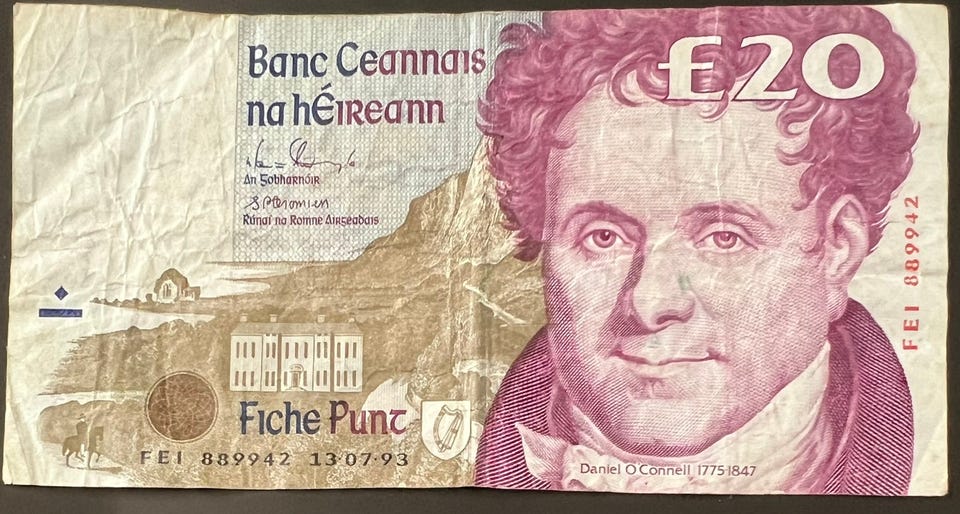 Banc Ceannais
na hÉireann
An Gobharnóir
Rúnaí na Roinne Airgeadais
Fiche Punt
FEI 889942 13·07·93
£20
FEI 889942
Daniel O'Connell 1775-1847